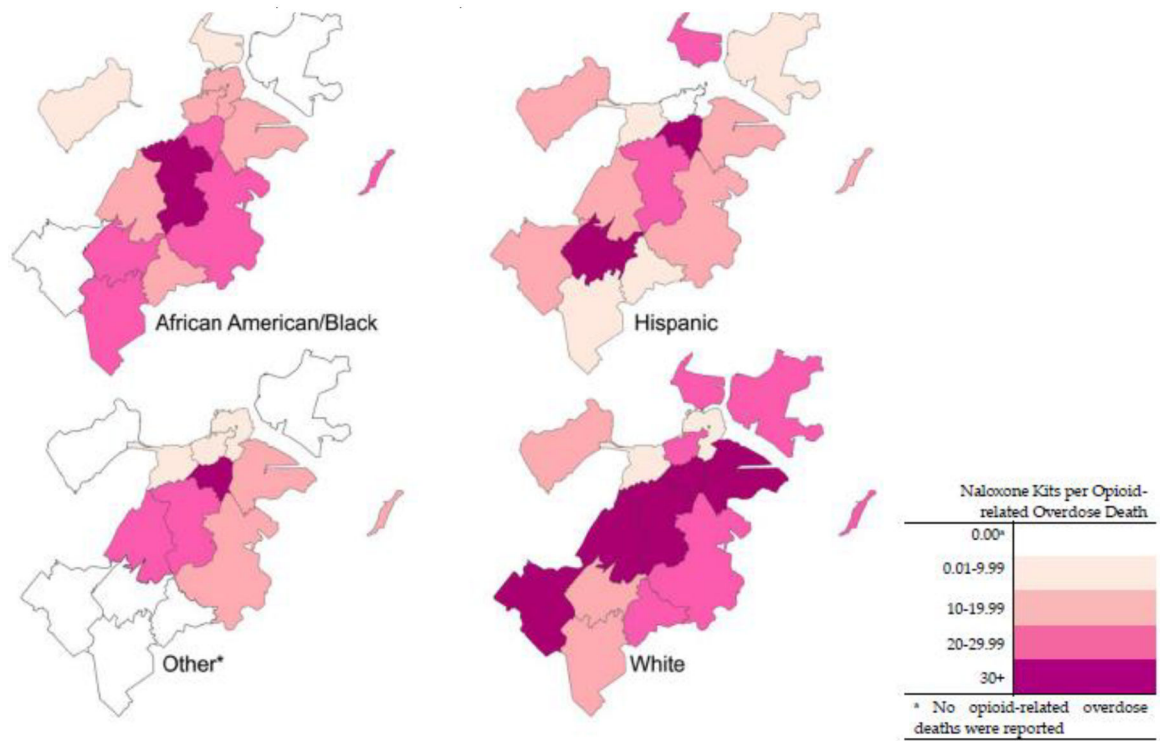 African American/Black
Hispanic
Other*
White
Naloxone Kits per Opioid-
related Overdose Death
0.00ᵃ
0.01-9.99
10-19.99
20-29.99
30+
ᵃ No opioid-related overdose
deaths were reported